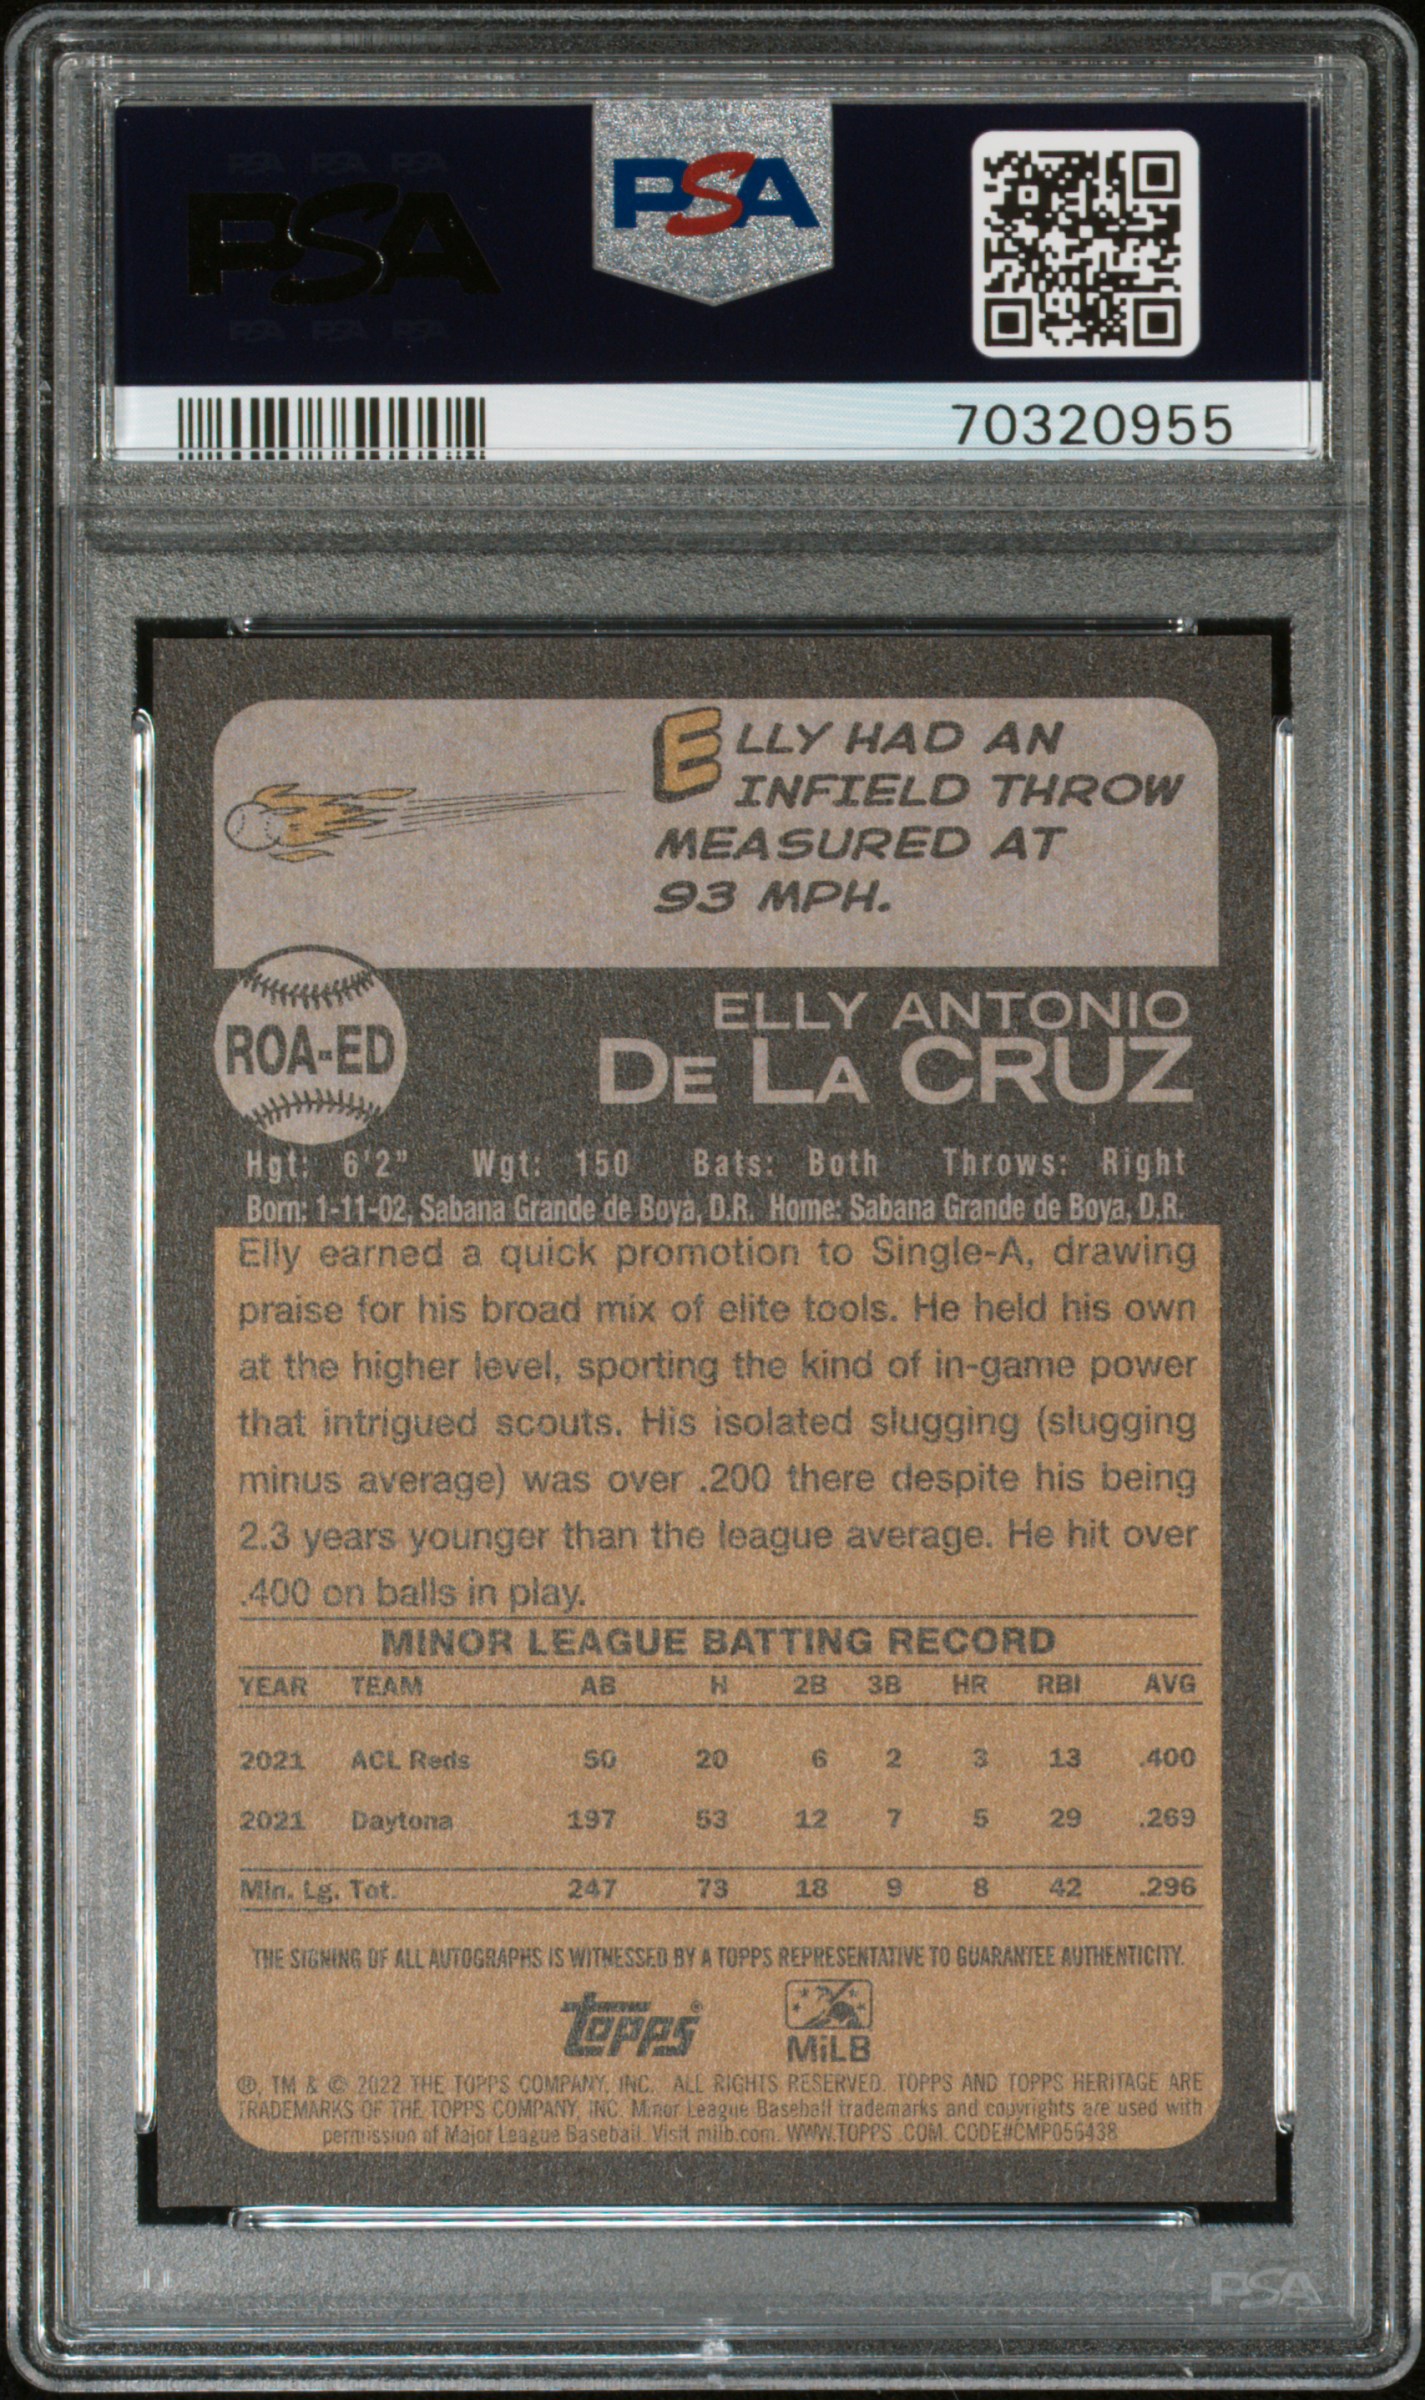 PSA PSA PSA
PSA
PSA PSA PSA
PSA
70320955
ELLY HAD AN
INFIELD THROW
MEASURED AT
93 MPH.
ROA-ED
ELLY ANTONIO
DE LA CRUZ
Hgt: 6'2" Wgt: 150 Bats: Both Throws: Right
Born: 1-11-02, Sabana Grande de Boya, D.R. Home: Sabana Grande de Boya, D.R.
Elly earned a quick promotion to Single-A, drawing
praise for his broad mix of elite tools. He held his own
at the higher level, sporting the kind of in-game power
that intrigued scouts. His isolated slugging (slugging
minus average) was over .200 there despite his being
2.3 years younger than the league average. He hit over
.400 on balls in play.
MINOR LEAGUE BATTING RECORD
YEAR TEAM AB H 2B 3B HR RBI AVG
2021 ACL Reds 50 20 6 2 3 13 .400
2021 Daytona 197 53 12 7 5 29 .269
Min. Lg. Tot. 247 73 18 9 8 42 .296
THE SIGNING OF ALL AUTOGRAPHS IS WITNESSED BY A TOPPS REPRESENTATIVE TO GUARANTEE AUTHENTICITY.
topps®
MiLB
®, TM & © 2022 THE TOPPS COMPANY, INC. ALL RIGHTS RESERVED. TOPPS AND TOPPS HERITAGE ARE
TRADEMARKS OF THE TOPPS COMPANY, INC. Minor League Baseball trademarks and copyrights are used with
permission of Major League Baseball. Visit milb.com. WWW.TOPPS .COM. CODE#CMP056438
PSA